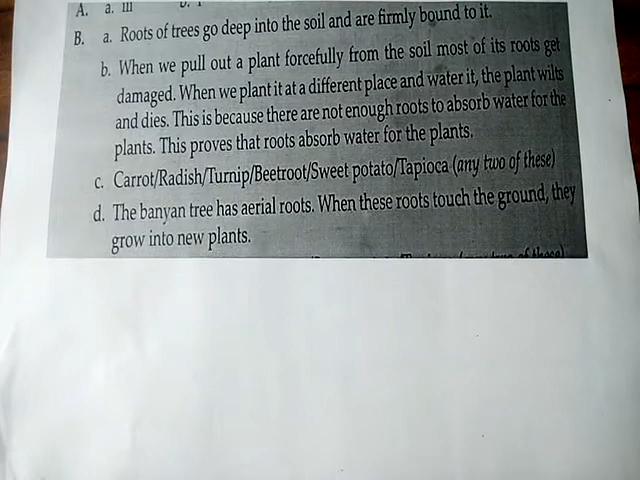 A. a. iii
B. a. Roots of trees go deep into the soil and are firmly bound to it.
b. When we pull out a plant forcefully from the soil most of its roots get
damaged. When we plant it at a different place and water it, the plant wilts
and dies. This is because there are not enough roots to absorb water for the
plants. This proves that roots absorb water for the plants.
c. Carrot/Radish/Turnip/Beetroot/Sweet potato/Tapioca (any two of these)
d. The banyan tree has aerial roots. When these roots touch the ground, they
grow into new plants.
of these)